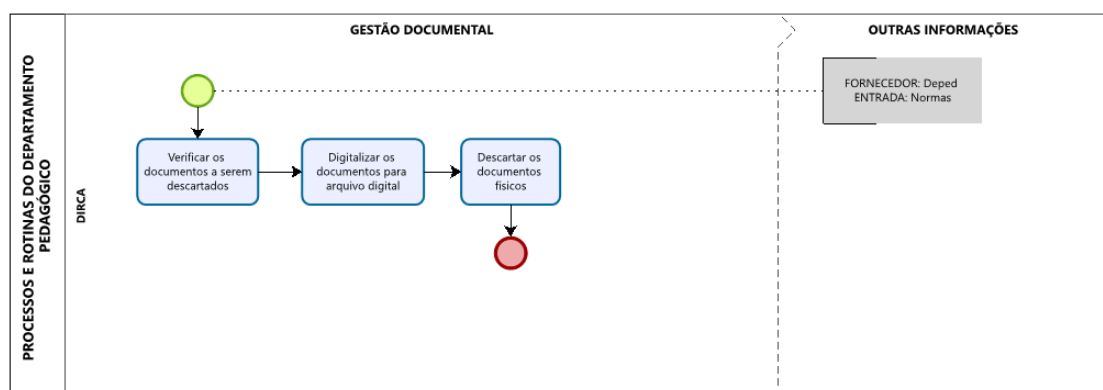 PROCESSOS E ROTINAS DO DEPARTAMENTO
PEDAGÓGICO
DIRCA
GESTÃO DOCUMENTAL
OUTRAS INFORMAÇÕES
FORNECEDOR: Deped
ENTRADA: Normas
Verificar os
documentos a serem
descartados
Digitalizar os
documentos para
arquivo digital
Descartar os
documentos
físicos